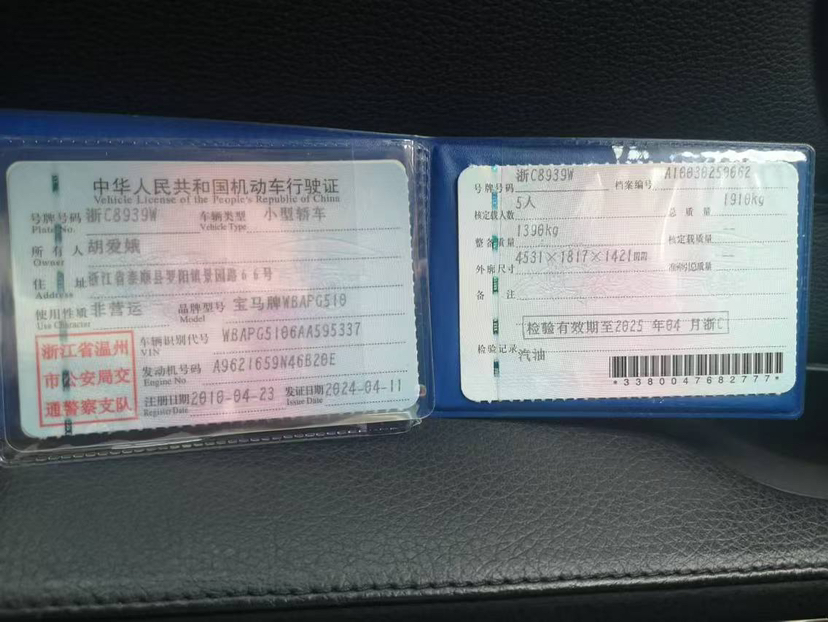 中华人民共和国机动车行驶证
Vehicle License of the People's Republic of China
号牌号码 浙C8939W 车辆类型 小型轿车
Plate No. Vehicle Type
所有人 胡爱娥
Owner
住址 浙江省泰顺县罗阳镇景园路66号
Address
使用性质 非营运 品牌型号 宝马牌WBAPG510
Use Character Model
浙江省温州
市公安局交
通警察支队
车辆识别代号 WBAPG5106AA595337
VIN
发动机号码 A9621659N46B20E
Engine No.
注册日期 2010-04-23 发证日期 2024-04-11
Register Date Issue Date
号牌号码 浙C8939W 档案编号
核定载人数 5人 总质量 1910kg
整备质量 1390kg 核定载质量 --
外廓尺寸 4531×1817×1421 准牵引总质量 --
备注
检验有效期至2025年04月浙C
检验记录
汽油
*3380047682777*